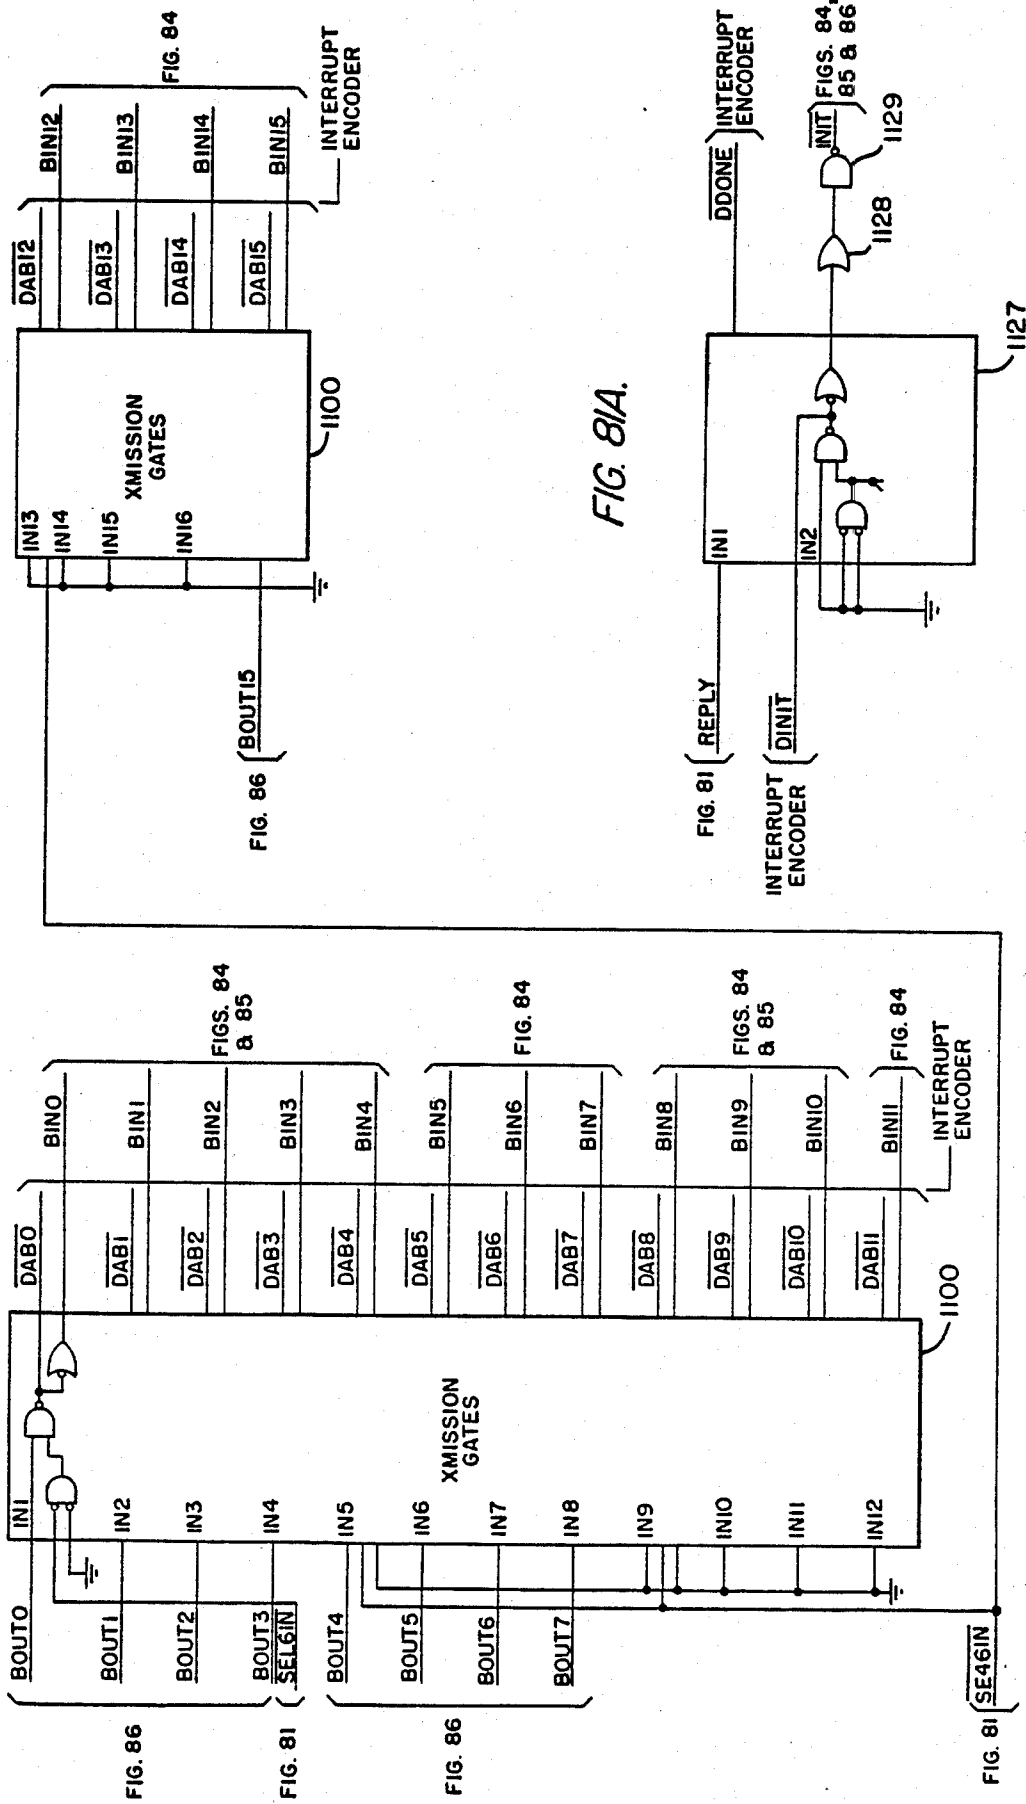 FIG. 84
INTERRUPT
ENCODER
DAB12
BIN12
DAB13
BIN13
DAB14
BIN14
DAB15
BIN15
XMISSION
GATES
1100
IN13
IN14
IN15
IN16
BOUT15
FIG. 86
FIG. 81A.
INTERRUPT
ENCODER
DDONE
FIGS. 84,
85 & 86
INIT
1129
1128
1127
IN1
IN2
REPLY
FIG. 81
DINIT
INTERRUPT
ENCODER
FIGS. 84
& 85
FIG. 84
FIGS. 84
& 85
FIG. 84
INTERRUPT
ENCODER
BIN0
BIN1
BIN2
BIN3
BIN4
BIN5
BIN6
BIN7
BIN8
BIN9
BIN10
BIN11
DAB0
DAB1
DAB2
DAB3
DAB4
DAB5
DAB6
DAB7
DAB8
DAB9
DAB10
DAB11
XMISSION
GATES
1100
IN1
IN2
IN3
IN4
IN5
IN6
IN7
IN8
IN9
IN10
IN11
IN12
BOUT0
BOUT1
BOUT2
BOUT3
SEL6IN
BOUT4
BOUT5
BOUT6
BOUT7
SE46IN
FIG. 86
FIG. 81
FIG. 86
FIG. 81